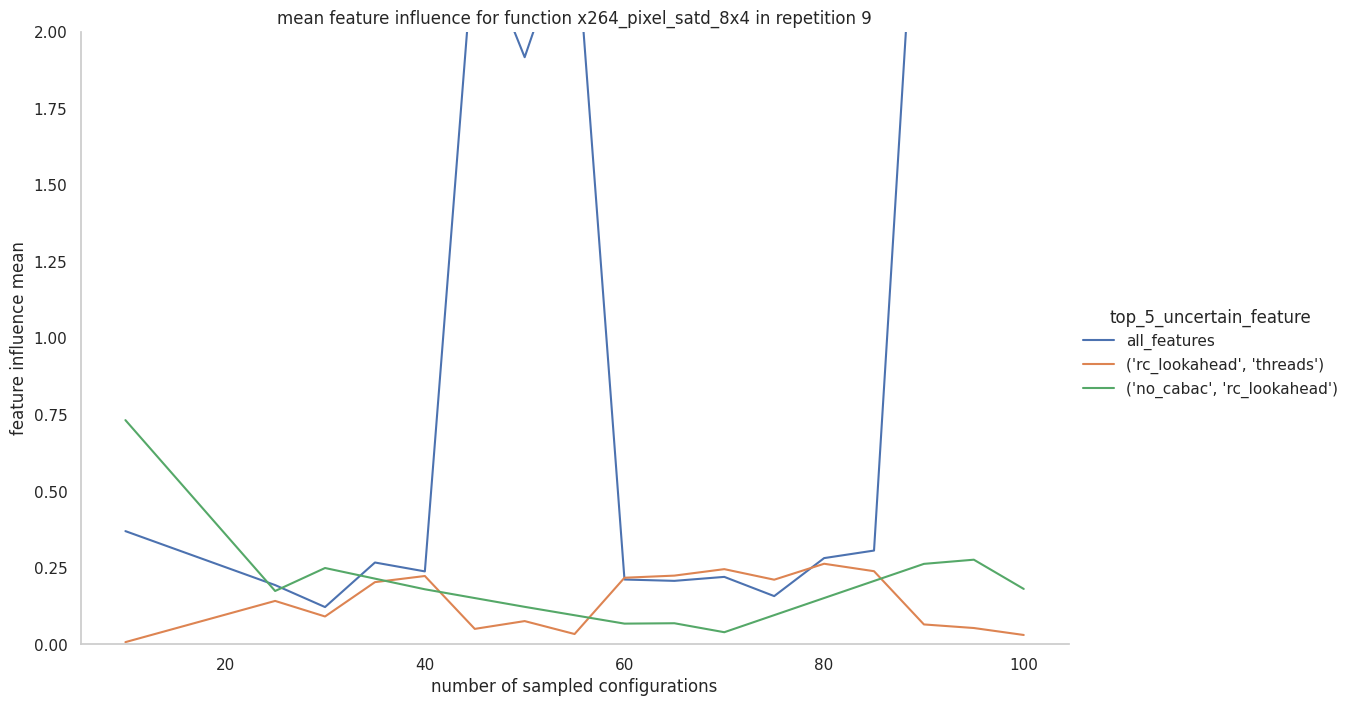 mean feature influence for function x264_pixel_satd_8x4 in repetition 9
2.00
1.75
1.50
1.25
1.00
0.75
0.50
0.25
0.00
feature influence mean
20
40
60
80
100
number of sampled configurations
top_5_uncertain_feature
all_features
('rc_lookahead', 'threads')
('no_cabac', 'rc_lookahead')